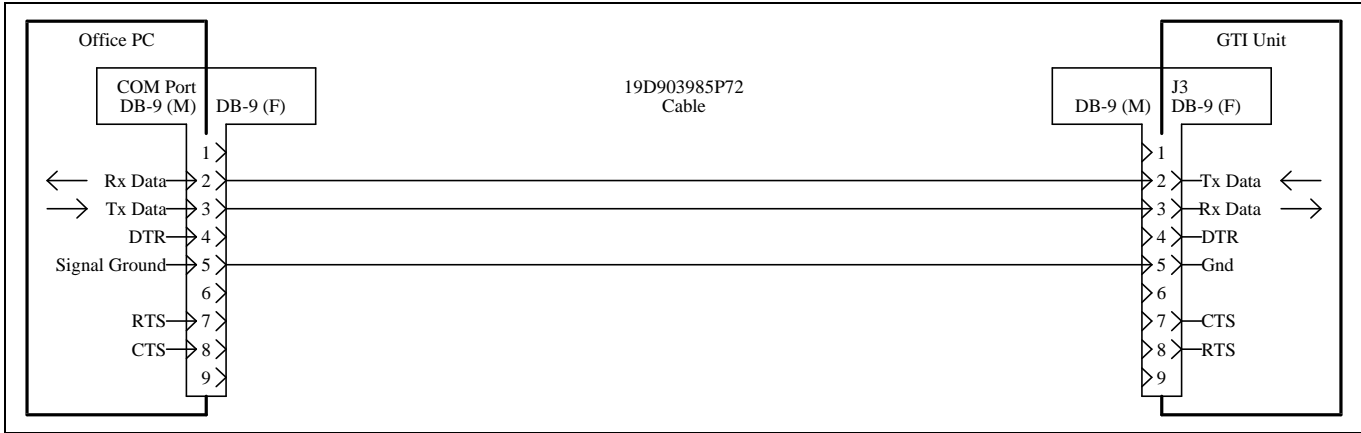 Office PC
GTI Unit
COM Port
DB-9 (M)
DB-9 (F)
19D903985P72
Cable
DB-9 (M)
J3
DB-9 (F)
1
1
Rx Data 2
2 Tx Data
Tx Data 3
3 Rx Data
DTR 4
4 DTR
Signal Ground 5
5 Gnd
6
6
RTS 7
7 CTS
CTS 8
8 RTS
9
9